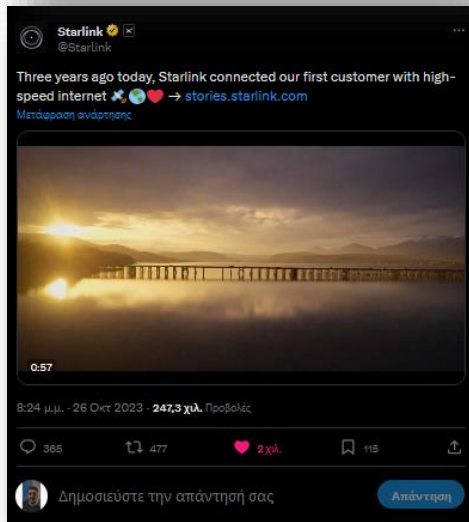 Starlink
@Starlink
Three years ago today, Starlink connected our first customer with high-
speed internet 🛰️🌎❤️ → stories.starlink.com
Μετάφραση ανάρτησης
0:57
8:24 μ.μ. · 26 Οκτ 2023 · 247,3 χιλ. Προβολές
365 477 2 χιλ. 115
Δημοσιεύστε την απάντησή σας Απάντηση